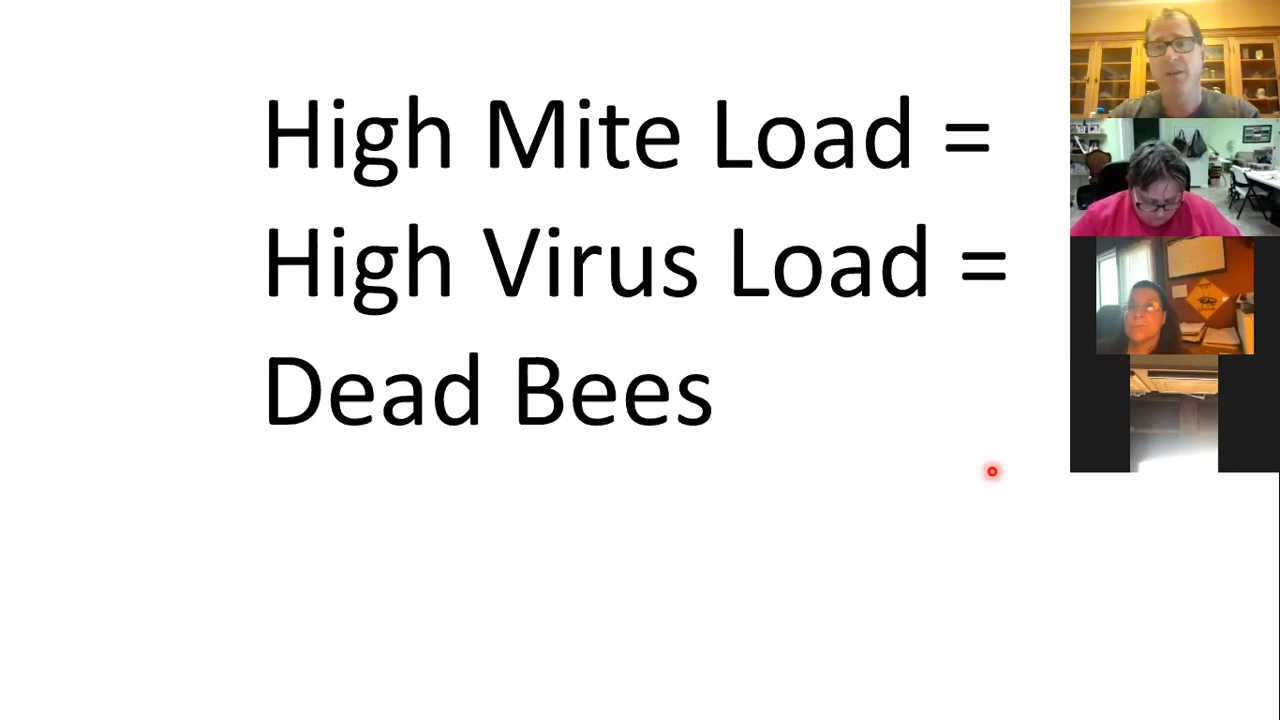 High Mite Load =
High Virus Load =
Dead Bees